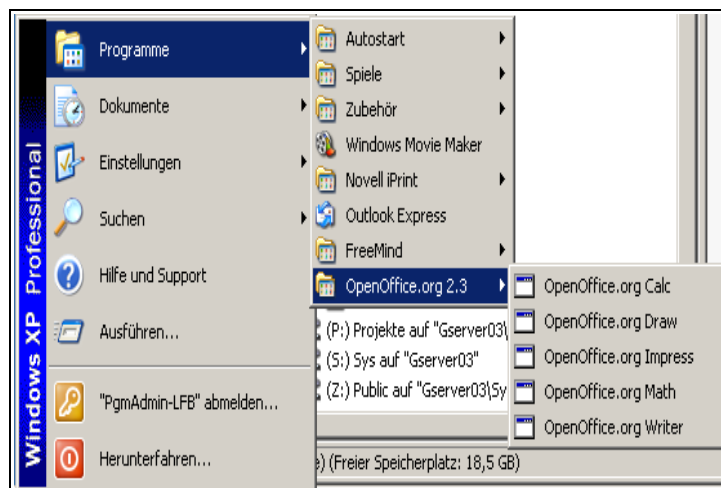 Windows XP Professional
Programme
Dokumente
Einstellungen
Suchen
Hilfe und Support
Ausführen...
"PgmAdmin-LFB" abmelden...
Herunterfahren...
Autostart
Spiele
Zubehör
Windows Movie Maker
Novell iPrint
Outlook Express
FreeMind
OpenOffice.org 2.3
OpenOffice.org Calc
OpenOffice.org Draw
OpenOffice.org Impress
OpenOffice.org Math
OpenOffice.org Writer
(P:) Projekte auf "Gserver03\
(S:) Sys auf "Gserver03"
(Z:) Public auf "Gserver03\Sy
) (Freier Speicherplatz: 18,5 GB)